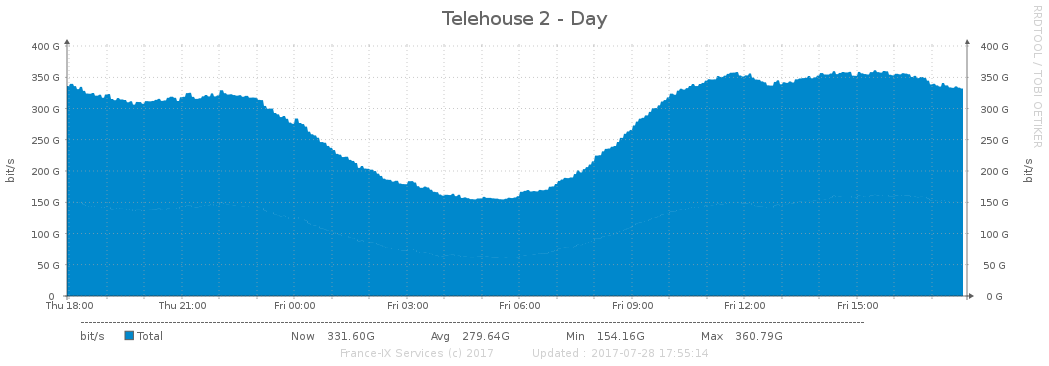 Telehouse 2 - Day
RRDTOOL / TOBI OETIKER
400 G 400 G
350 G 350 G
300 G 300 G
250 G 250 G
200 G 200 G
150 G 150 G
100 G 100 G
50 G 50 G
0 0 G
bit/s bit/s
Thu 18:00 Thu 21:00 Fri 00:00 Fri 03:00 Fri 06:00 Fri 09:00 Fri 12:00 Fri 15:00
bit/s Total Now 331.60G Avg 279.64G Min 154.16G Max 360.79G
France-IX Services (c) 2017 Updated : 2017-07-28 17:55:14